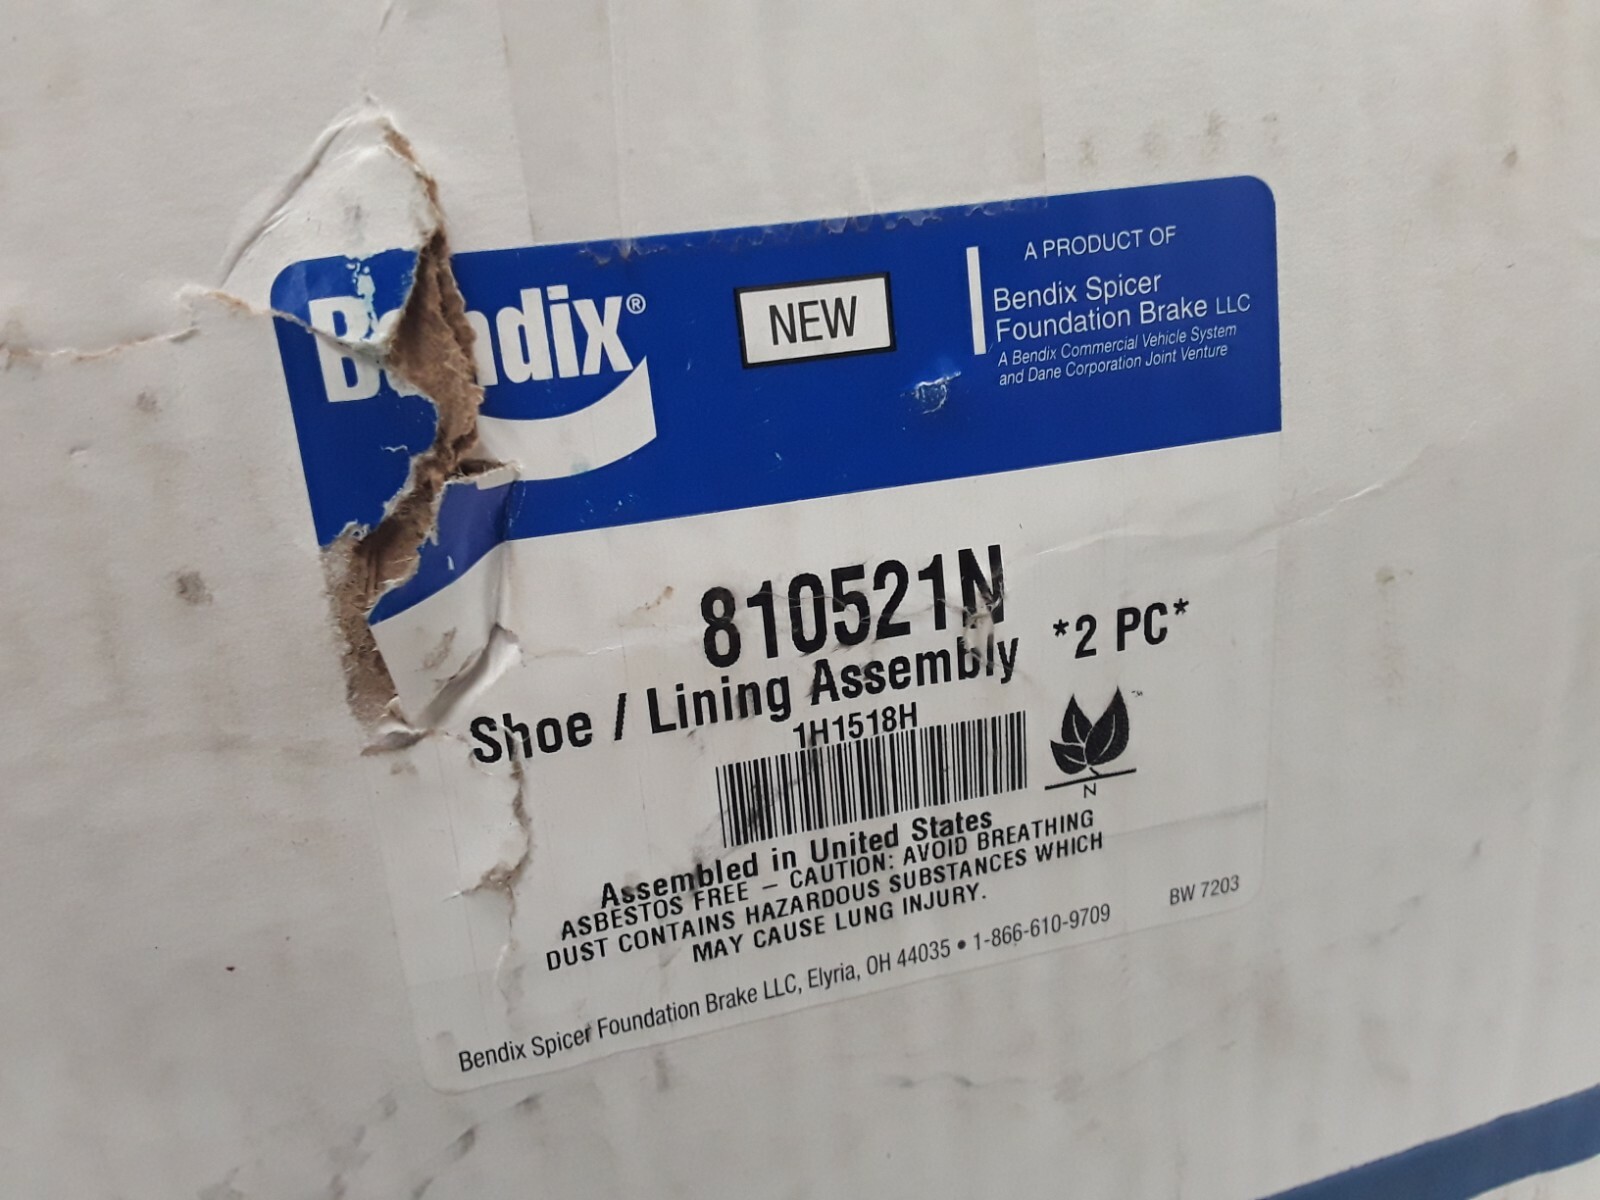 Bendix®
NEW
A PRODUCT OF
Bendix Spicer
Foundation Brake LLC
A Bendix Commercial Vehicle System
and Dane Corporation Joint Venture
810521N
Shoe / Lining Assembly *2 PC*
1H1518H
™
N
Assembled in United States
ASBESTOS FREE – CAUTION: AVOID BREATHING
DUST CONTAINS HAZARDOUS SUBSTANCES WHICH
MAY CAUSE LUNG INJURY.
BW 7203
Bendix Spicer Foundation Brake LLC, Elyria, OH 44035 • 1-866-610-9709